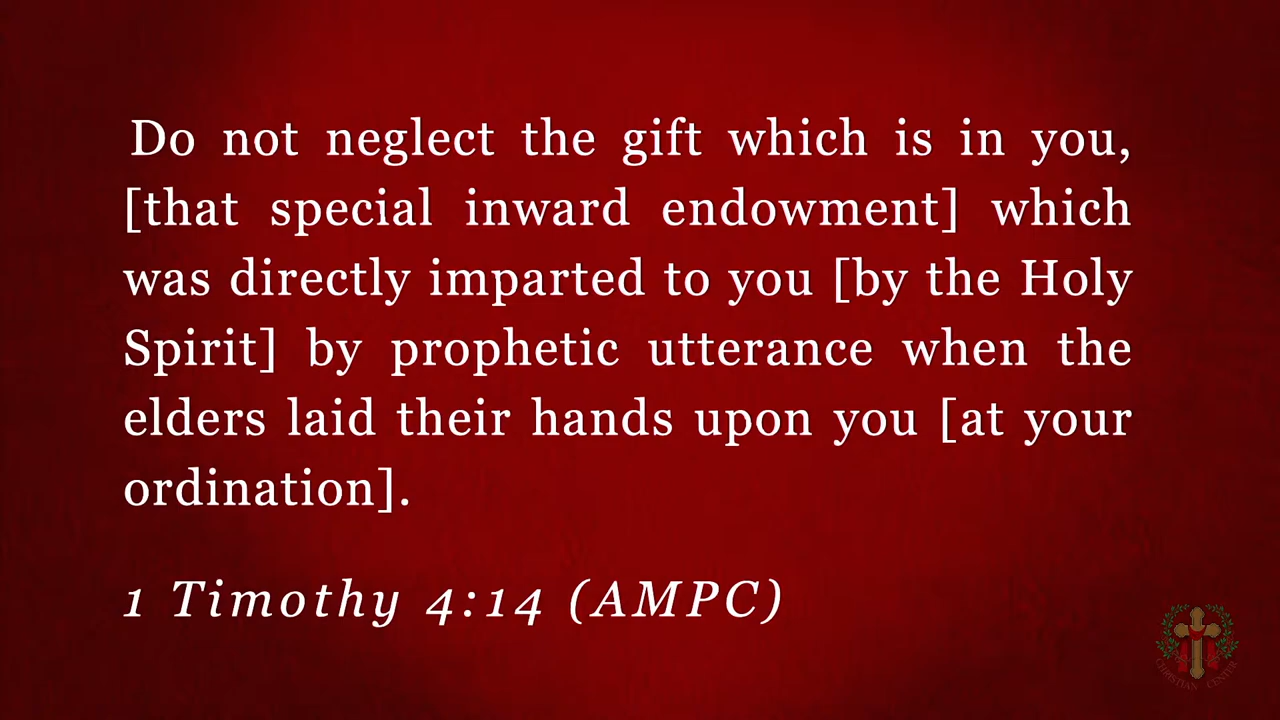 Do not neglect the gift which is in you,
[that special inward endowment] which
was directly imparted to you [by the Holy
Spirit] by prophetic utterance when the
elders laid their hands upon you [at your
ordination].
1 Timothy 4:14 (AMPC)
CHRISTIAN CENTER